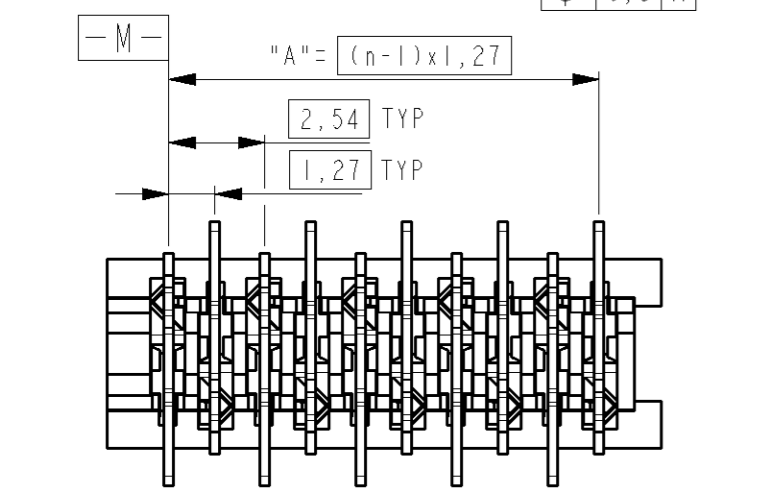 -M-
"A"= (n-1)x1,27
2,54 TYP
1,27 TYP